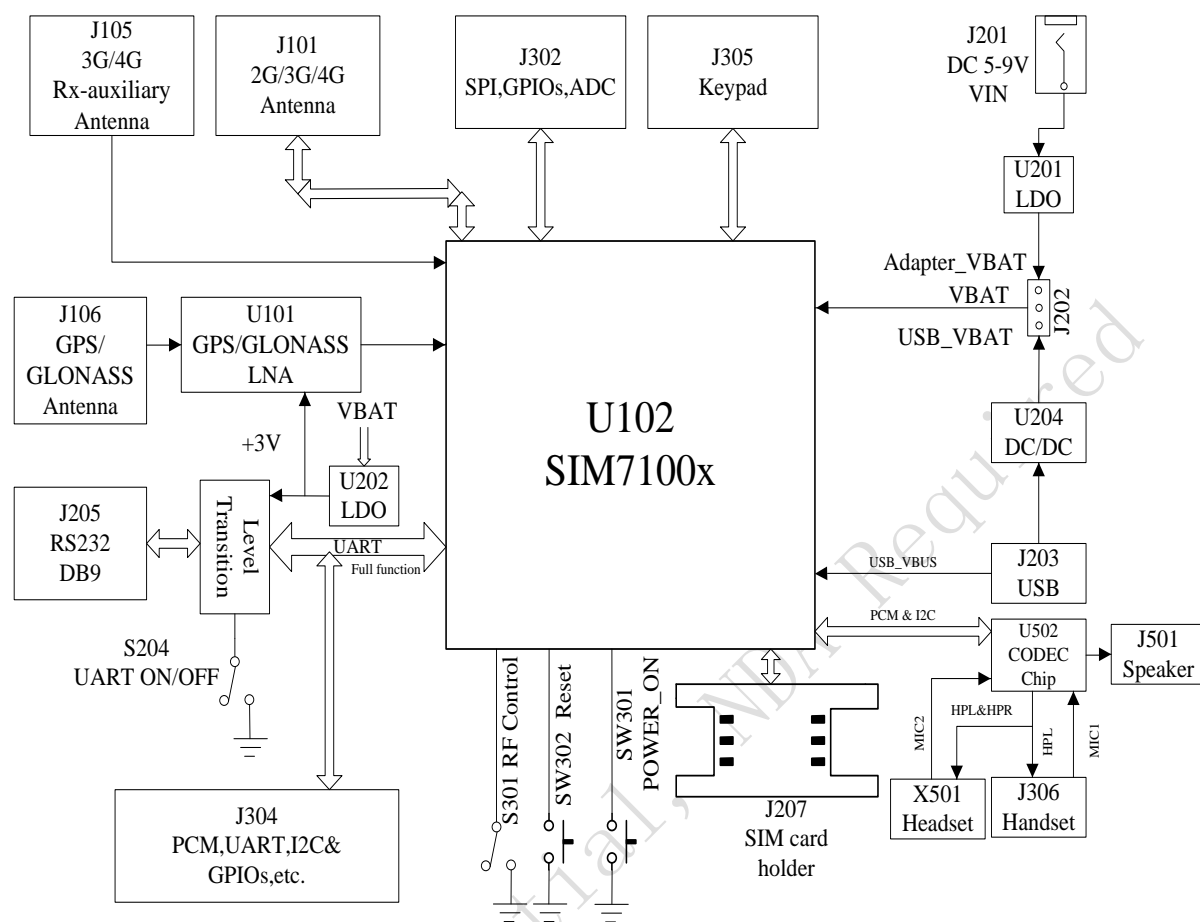 J105
3G/4G
Rx-auxiliary
Antenna
J101
2G/3G/4G
Antenna
J302
SPI,GPIOs,ADC
J305
Keypad
J201
DC 5-9V
VIN
U201
LDO
Adapter_VBAT
VBAT
USB_VBAT
J202
J106
GPS/
GLONASS
Antenna
U101
GPS/GLONASS
LNA
+3V
VBAT
U202
LDO
U102
SIM7100x
U204
DC/DC
J205
RS232
DB9
Level
Transition
UART
Full function
USB_VBUS
J203
USB
PCM & I2C
U502
CODEC
Chip
J501
Speaker
S204
UART ON/OFF
MIC2
HPL&HPR
HPL
MIC1
S301 RF Control
SW302 Reset
SW301
POWER_ON
J207
SIM card
holder
X501
Headset
J306
Handset
J304
PCM,UART,I2C&
GPIOs,etc.
tial, NDA Required